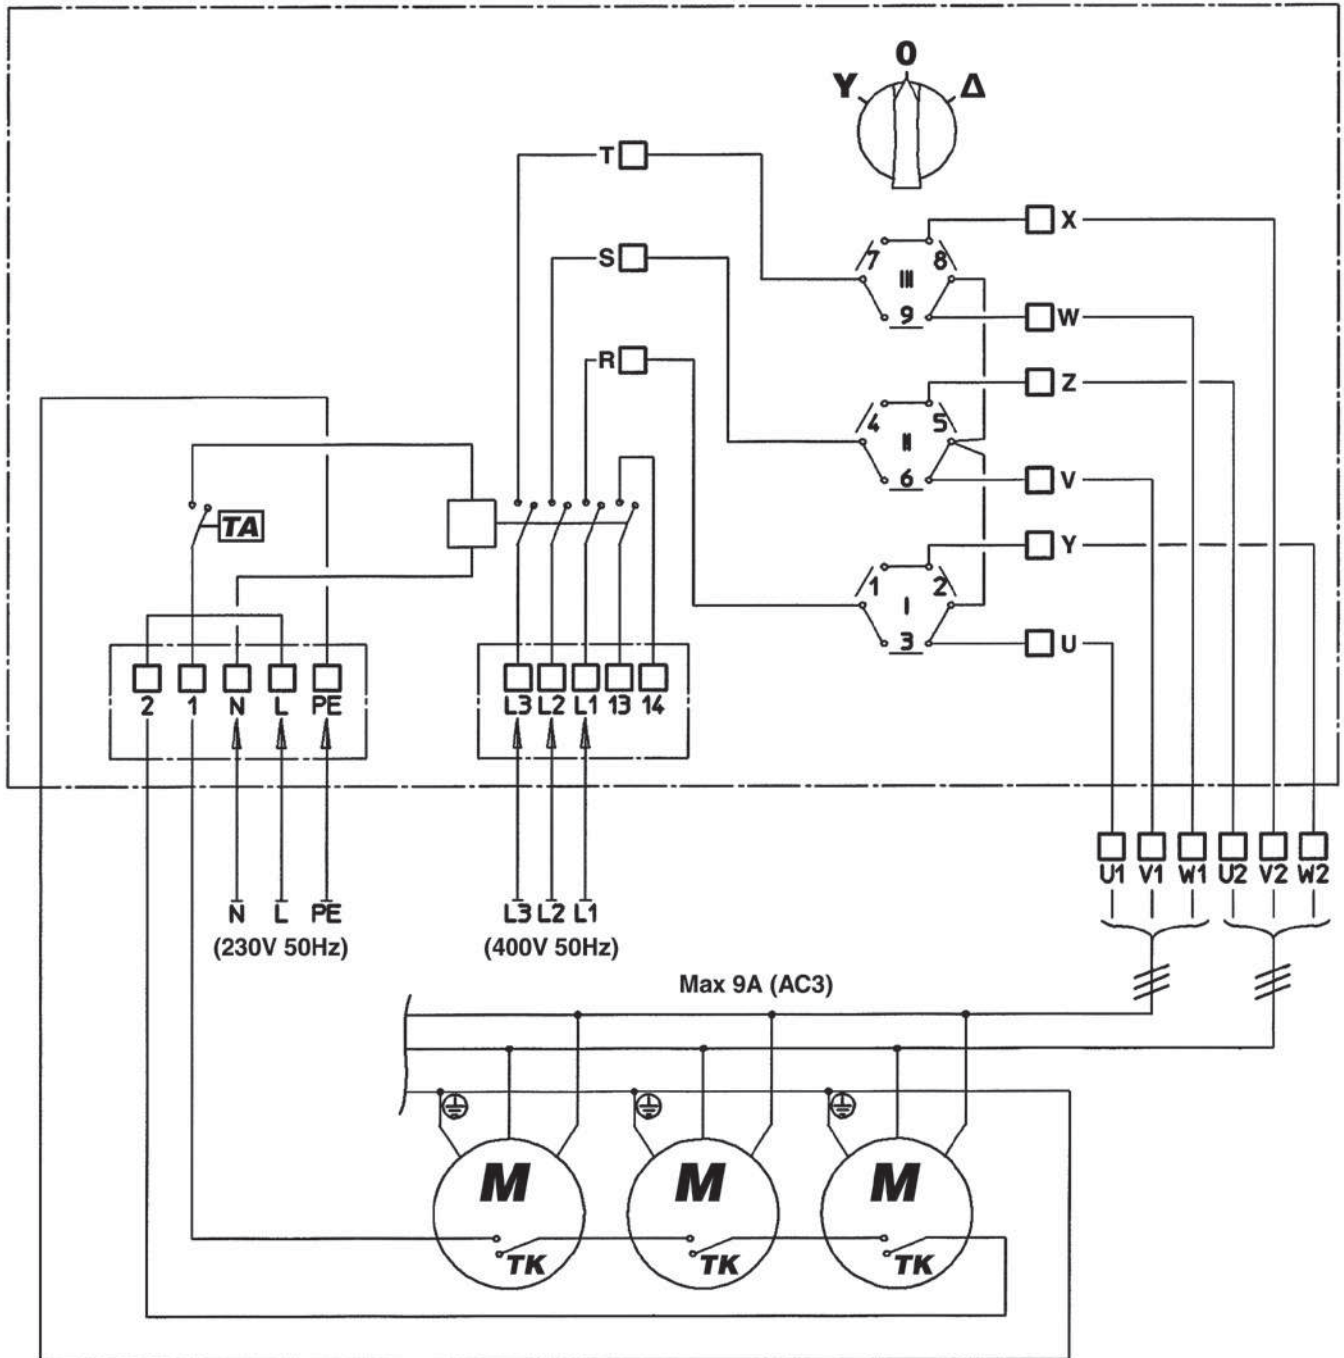 0
Y Δ
T
S
R
X
W
Z
V
Y
U
7 8
III
9
4 5
II
6
1 2
I
3
TA
2 1 N L PE
L3 L2 L1 13 14
N L PE
(230V 50Hz)
L3 L2 L1
(400V 50Hz)
U1 V1 W1 U2 V2 W2
Max 9A (AC3)
M M M
TK TK TK